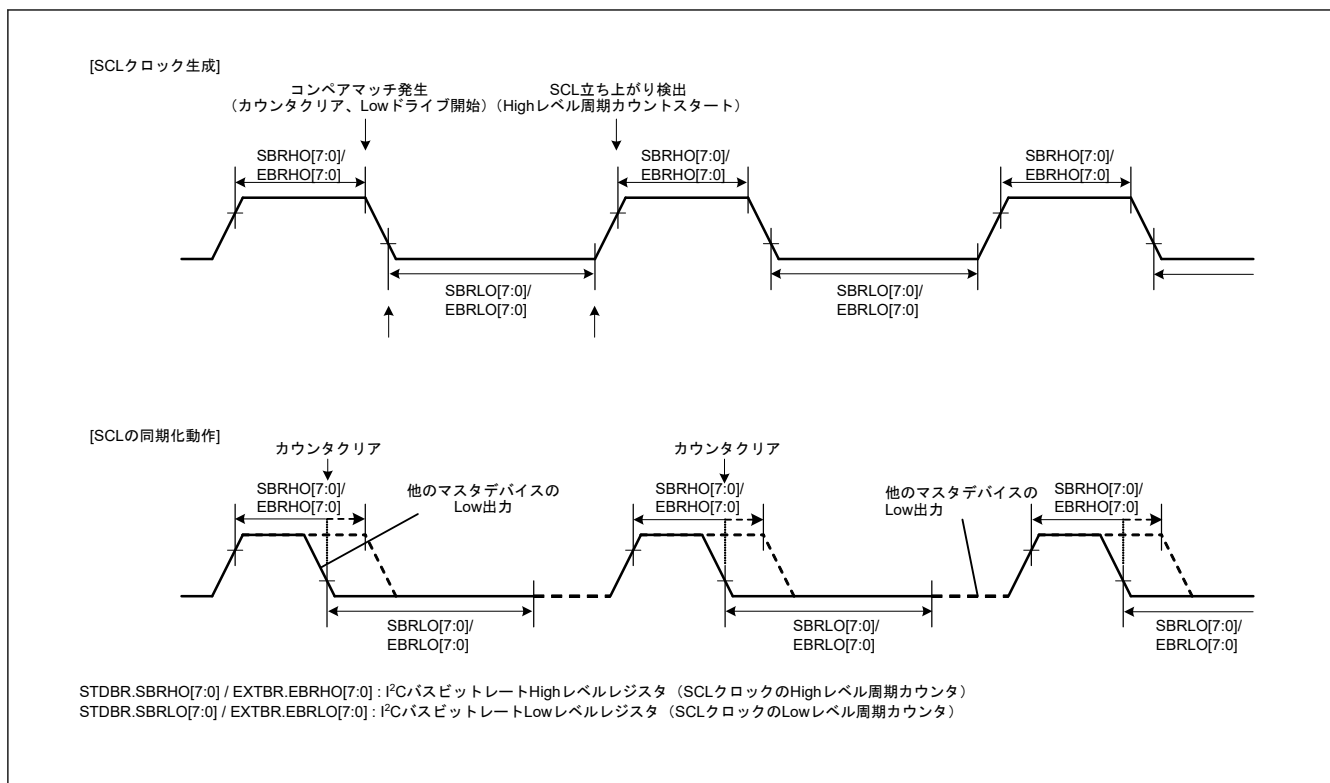 [SCLクロック生成]
コンペアマッチ発生
（カウンタクリア、Lowドライブ開始）
SCL立ち上がり検出
（Highレベル周期カウントスタート）
SBRHO[7:0]/
EBRHO[7:0]
SBRHO[7:0]/
EBRHO[7:0]
SBRHO[7:0]/
EBRHO[7:0]
SBRLO[7:0]/
EBRLO[7:0]
SBRLO[7:0]/
EBRLO[7:0]
[SCLの同期化動作]
カウンタクリア
カウンタクリア
SBRHO[7:0]/
EBRHO[7:0]
他のマスタデバイスの
Low出力
SBRHO[7:0]/
EBRHO[7:0]
他のマスタデバイスの
Low出力
SBRHO[7:0]/
EBRHO[7:0]
SBRLO[7:0]/
EBRLO[7:0]
SBRLO[7:0]/
EBRLO[7:0]
SBRLO[7:0]/
EBRLO[7:0]
STDBR.SBRHO[7:0] / EXTBR.EBRHO[7:0] : I²CバスビットレートHighレベルレジスタ（SCLクロックのHighレベル周期カウンタ）
STDBR.SBRLO[7:0] / EXTBR.EBRLO[7:0] : I²CバスビットレートLowレベルレジスタ（SCLクロックのLowレベル周期カウンタ）